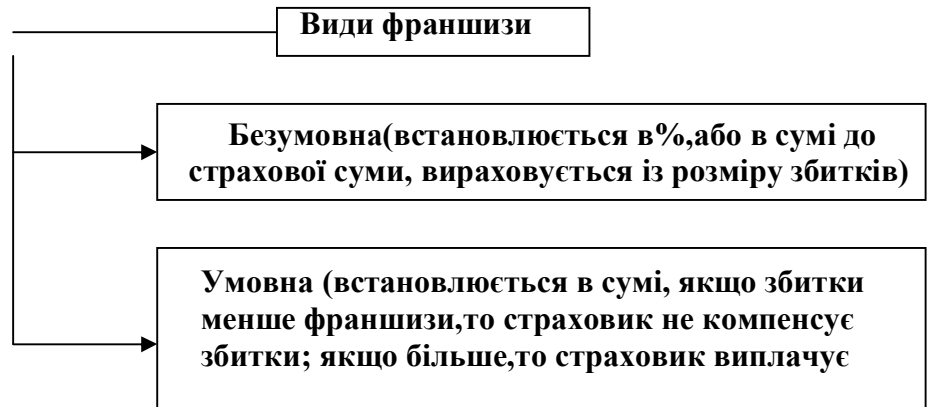 Види франшизи
Безумовна(встановлюється в%,або в сумі до
страхової суми, вираховується із розміру збитків)
Умовна (встановлюється в сумі, якщо збитки
менше франшизи,то страховик не компенсує
збитки; якщо більше,то страховик виплачує